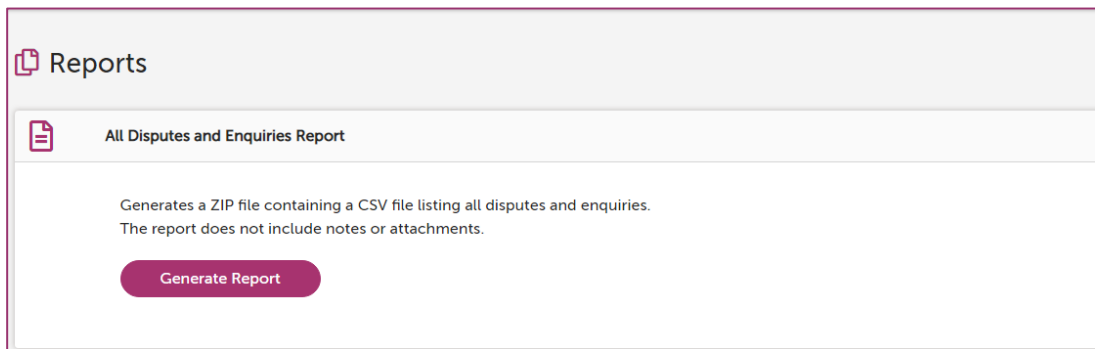 Reports
All Disputes and Enquiries Report
Generates a ZIP file containing a CSV file listing all disputes and enquiries.
The report does not include notes or attachments.
Generate Report